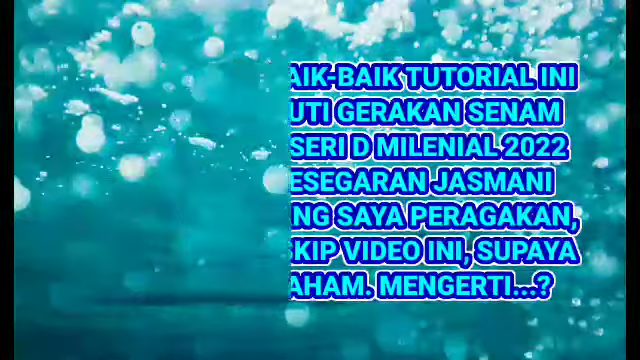 AIK-BAIK TUTORIAL INI
UTI GERAKAN SENAM
SERI D MILENIAL 2022
ESEGARAN JASMANI
NG SAYA PERAGAKAN,
SKIP VIDEO INI, SUPAYA
AHAM. MENGERTI...?